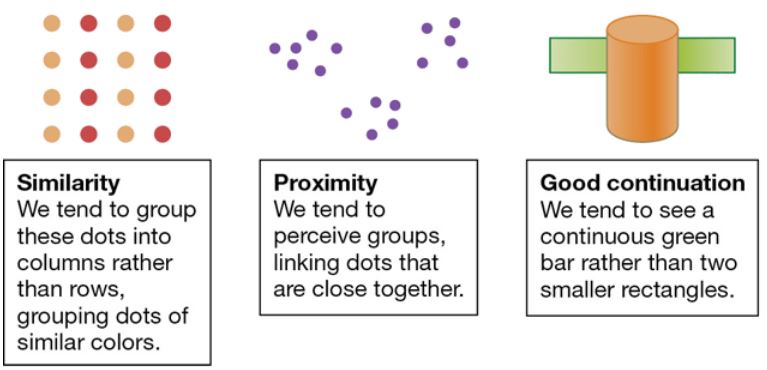 Similarity
We tend to group
these dots into
columns rather
than rows,
grouping dots of
similar colors.
Proximity
We tend to
perceive groups,
linking dots that
are close together.
Good continuation
We tend to see a
continuous green
bar rather than two
smaller rectangles.